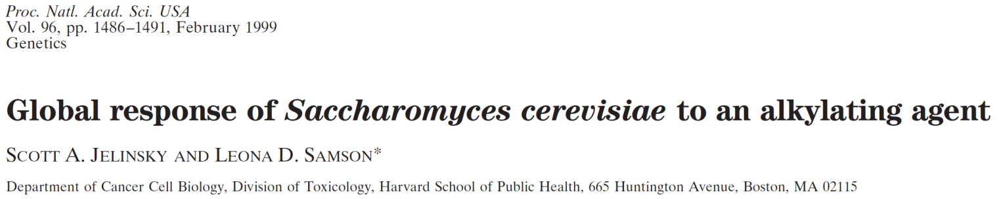 Proc. Natl. Acad. Sci. USA
Vol. 96, pp. 1486–1491, February 1999
Genetics
Global response of Saccharomyces cerevisiae to an alkylating agent
SCOTT A. JELINSKY AND LEONA D. SAMSON*
Department of Cancer Cell Biology, Division of Toxicology, Harvard School of Public Health, 665 Huntington Avenue, Boston, MA 02115